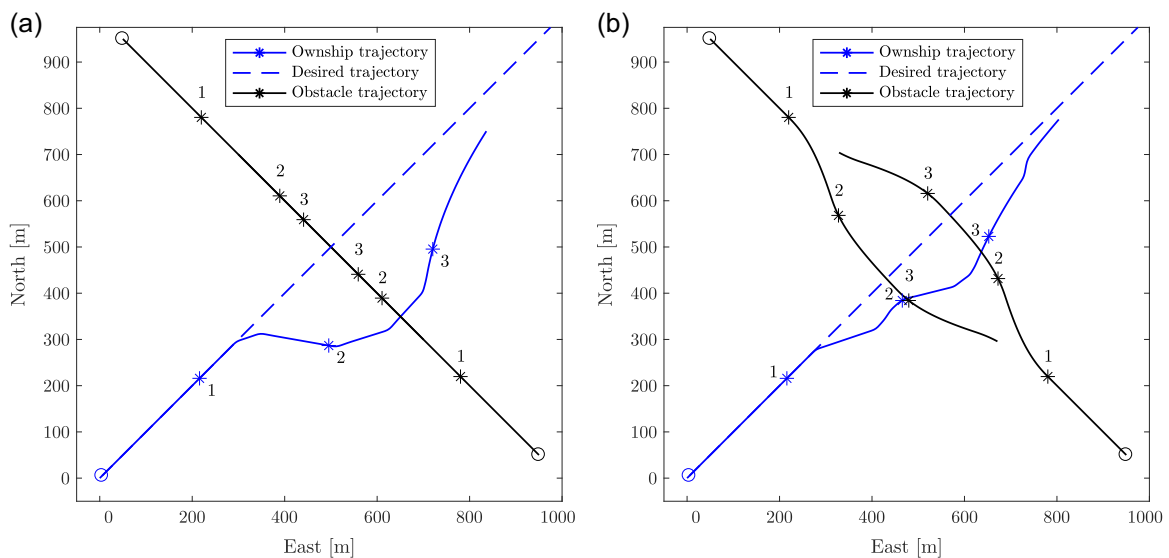 (a)
Ownship trajectory
Desired trajectory
Obstacle trajectory
900
800
700
600
500
400
300
200
100
0
North [m]
0 200 400 600 800 1000
East [m]
1
2
3
3
2
1
3
2
1
(b)
Ownship trajectory
Desired trajectory
Obstacle trajectory
900
800
700
600
500
400
300
200
100
0
North [m]
0 200 400 600 800 1000
East [m]
1
3
2
3
2
3
2
1
1